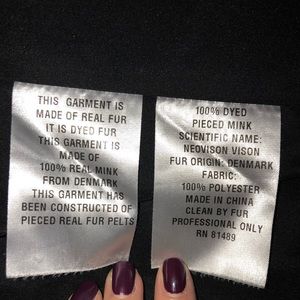 THIS GARMENT IS
MADE OF REAL FUR
IT IS DYED FUR
THIS GARMENT IS
MADE OF
100% REAL MINK
FROM DENMARK
THIS GARMENT HAS
BEEN CONSTRUCTED OF
PIECED REAL FUR PELTS
100% DYED
PIECED MINK
SCIENTIFIC NAME:
NEOVISON VISON
FUR ORIGIN: DENMARK
FABRIC:
100% POLYESTER
MADE IN CHINA
CLEAN BY FUR
PROFESSIONAL ONLY
RN 81489